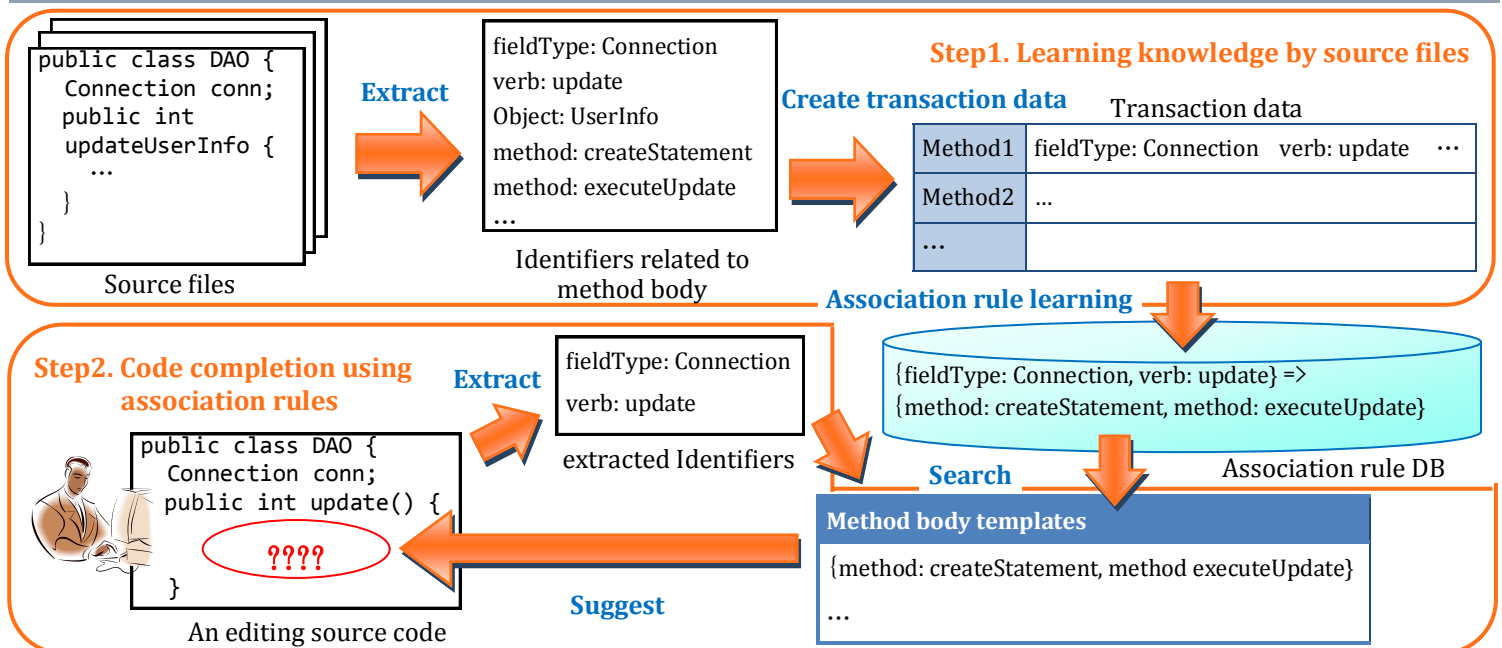 Step1. Learning knowledge by source files
public class DAO {
Connection conn;
public int
updateUserInfo {
…
}
}
Source files
Extract
fieldType: Connection
verb: update
Object: UserInfo
method: createStatement
method: executeUpdate
…
Identifiers related to
method body
Create transaction data
Transaction data
Method1 fieldType: Connection verb: update …
Method2 …
…
Association rule learning
{fieldType: Connection, verb: update} =>
{method: createStatement, method: executeUpdate}
Association rule DB
Step2. Code completion using
association rules
public class DAO {
Connection conn;
public int update() {
????
}
An editing source code
Extract
fieldType: Connection
verb: update
extracted Identifiers
Search
Method body templates
{method: createStatement, method executeUpdate}
…
Suggest